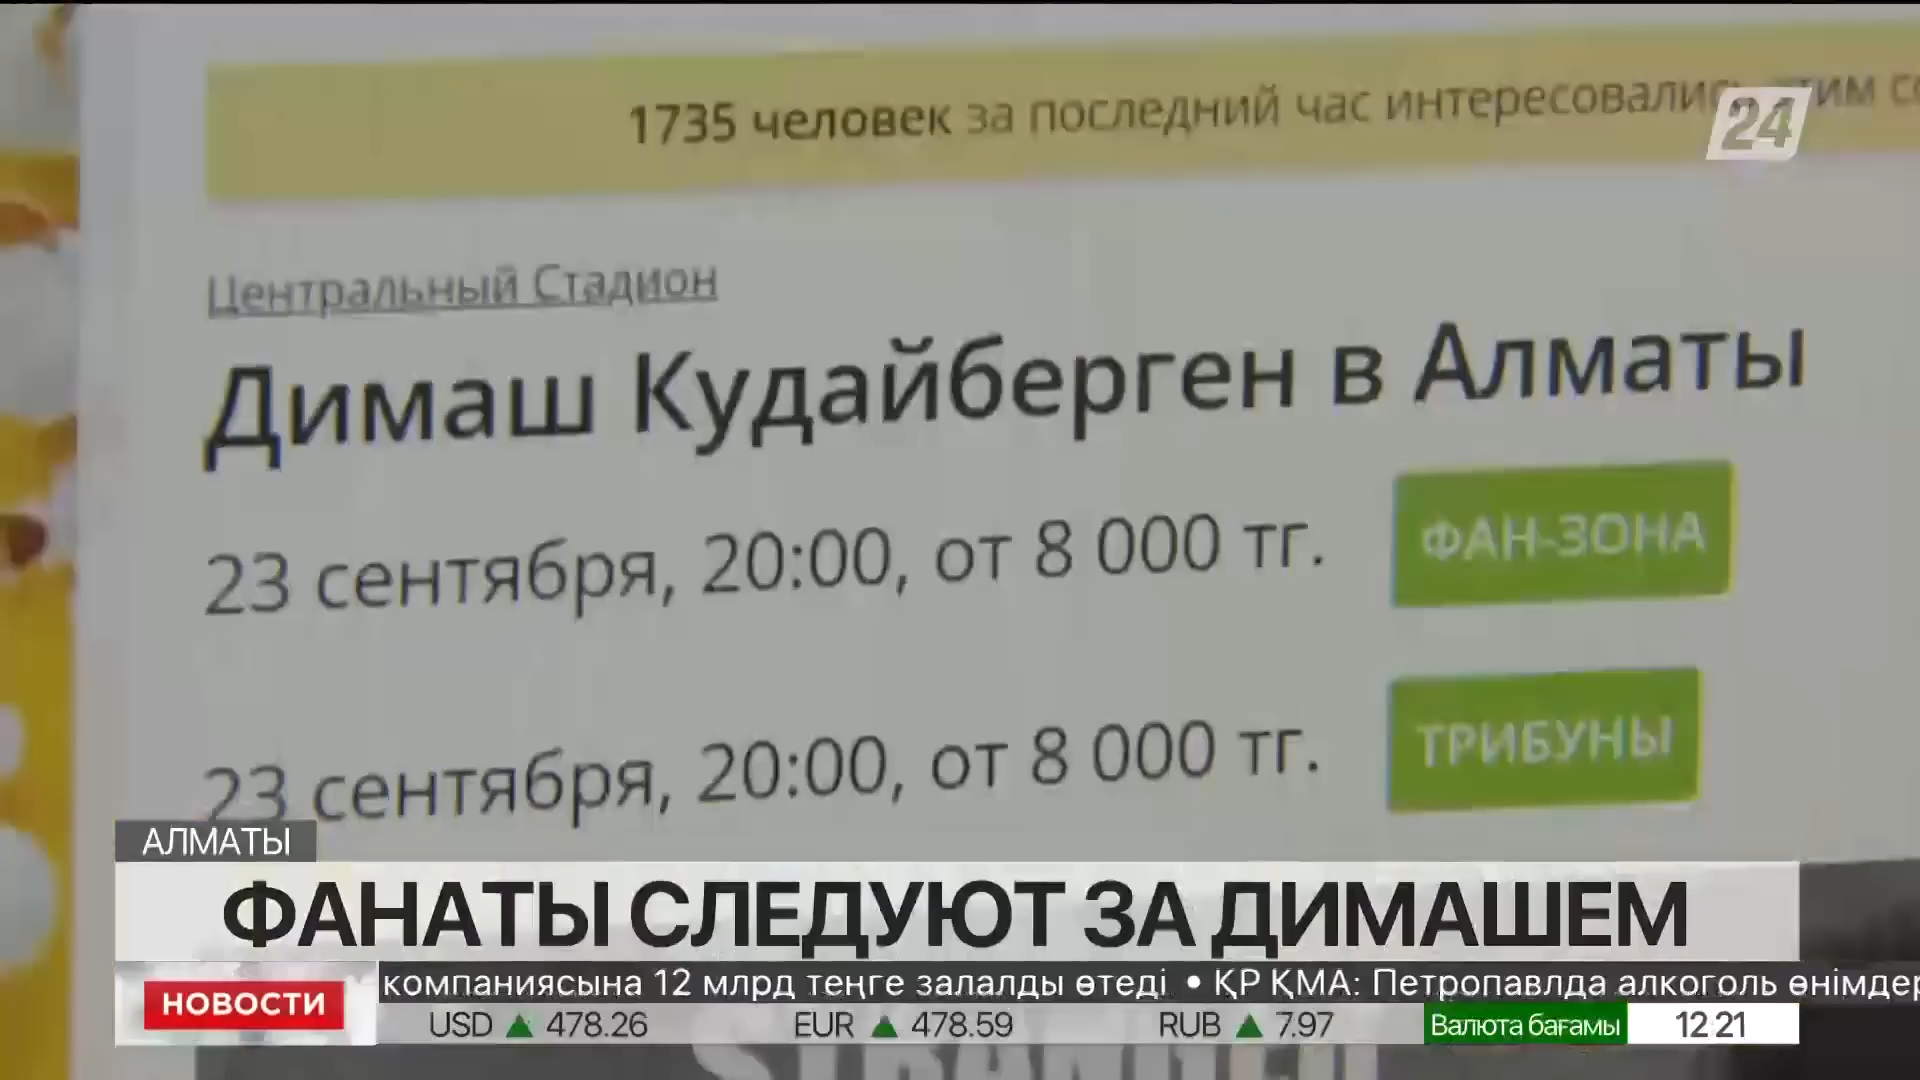 1735 человек за последний час интересовались этим
24
Центральный Стадион
Димаш Кудайберген в Алматы
23 сентября, 20:00, от 8 000 тг. ФАН-ЗОНА
23 сентября, 20:00, от 8 000 тг. ТРИБУНЫ
АЛМАТЫ
ФАНАТЫ СЛЕДУЮТ ЗА ДИМАШЕМ
НОВОСТИ
компаниясына 12 млрд теңге залалды өтеді • ҚР ҚМА: Петропавлда алкоголь өнімдер
USD ▲ 478.26 EUR ▲ 478.59 RUB ▲ 7.97 Валюта бағамы 12:21